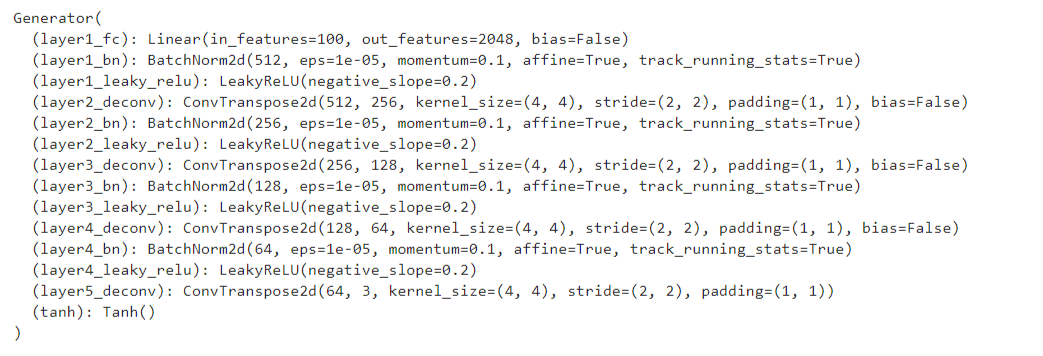 Generator(
  (layer1_fc): Linear(in_features=100, out_features=2048, bias=False)
  (layer1_bn): BatchNorm2d(512, eps=1e-05, momentum=0.1, affine=True, track_running_stats=True)
  (layer1_leaky_relu): LeakyReLU(negative_slope=0.2)
  (layer2_deconv): ConvTranspose2d(512, 256, kernel_size=(4, 4), stride=(2, 2), padding=(1, 1), bias=False)
  (layer2_bn): BatchNorm2d(256, eps=1e-05, momentum=0.1, affine=True, track_running_stats=True)
  (layer2_leaky_relu): LeakyReLU(negative_slope=0.2)
  (layer3_deconv): ConvTranspose2d(256, 128, kernel_size=(4, 4), stride=(2, 2), padding=(1, 1), bias=False)
  (layer3_bn): BatchNorm2d(128, eps=1e-05, momentum=0.1, affine=True, track_running_stats=True)
  (layer3_leaky_relu): LeakyReLU(negative_slope=0.2)
  (layer4_deconv): ConvTranspose2d(128, 64, kernel_size=(4, 4), stride=(2, 2), padding=(1, 1), bias=False)
  (layer4_bn): BatchNorm2d(64, eps=1e-05, momentum=0.1, affine=True, track_running_stats=True)
  (layer4_leaky_relu): LeakyReLU(negative_slope=0.2)
  (layer5_deconv): ConvTranspose2d(64, 3, kernel_size=(4, 4), stride=(2, 2), padding=(1, 1))
  (tanh): Tanh()
)